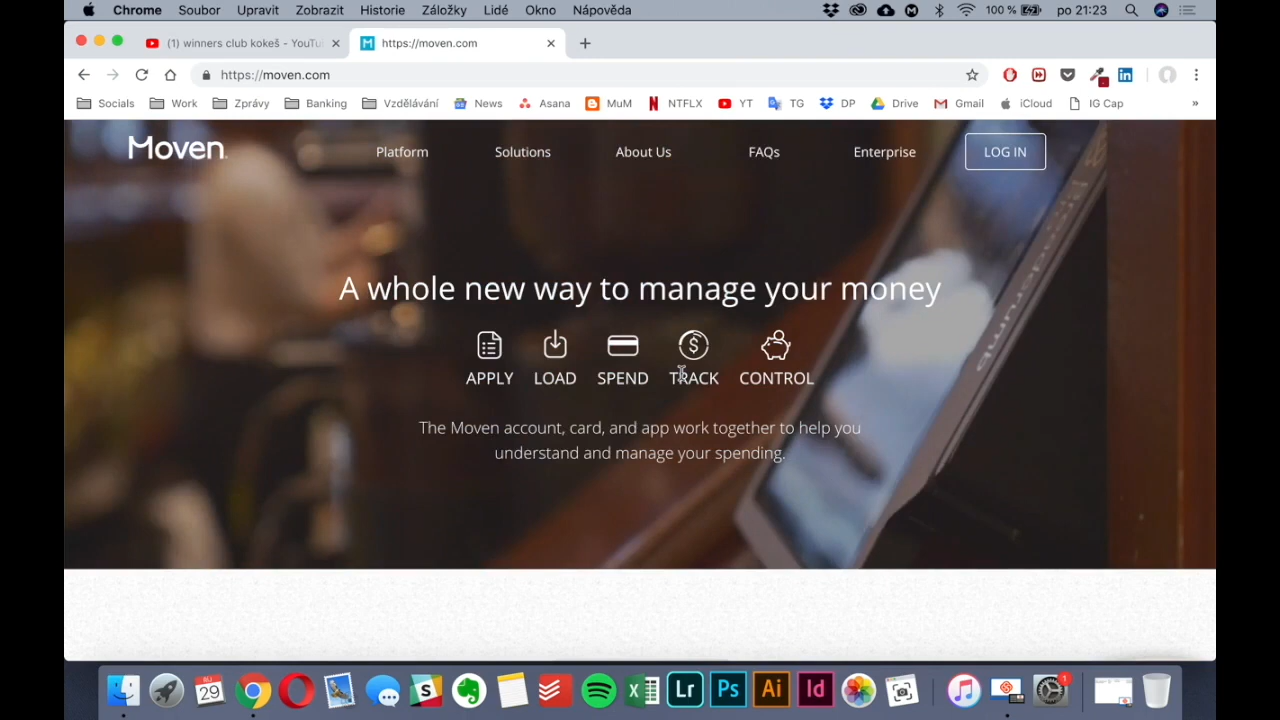 Chrome Soubor Upravit Zobrazit Historie Záložky Lidé Okno Nápověda 100 % po 21:23
(1) winners club kokeš - YouTu https://moven.com
https://moven.com
Socials Work Zprávy Banking Vzdělávání News Asana MuM NTFLX YT TG DP Drive Gmail iCloud IG Cap »
Moven Platform Solutions About Us FAQs Enterprise LOG IN
A whole new way to manage your money
APPLY LOAD SPEND TRACK CONTROL
The Moven account, card, and app work together to help you
understand and manage your spending.
29 S X Lr Ps Ai Id 1